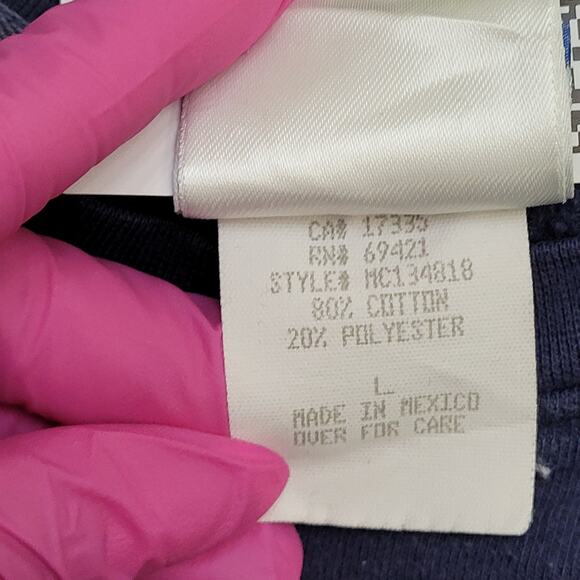 CA# 17335
RN# 69421
STYLE# MC134818
80% COTTON
20% POLYESTER
L
MADE IN MEXICO
OVER FOR CARE